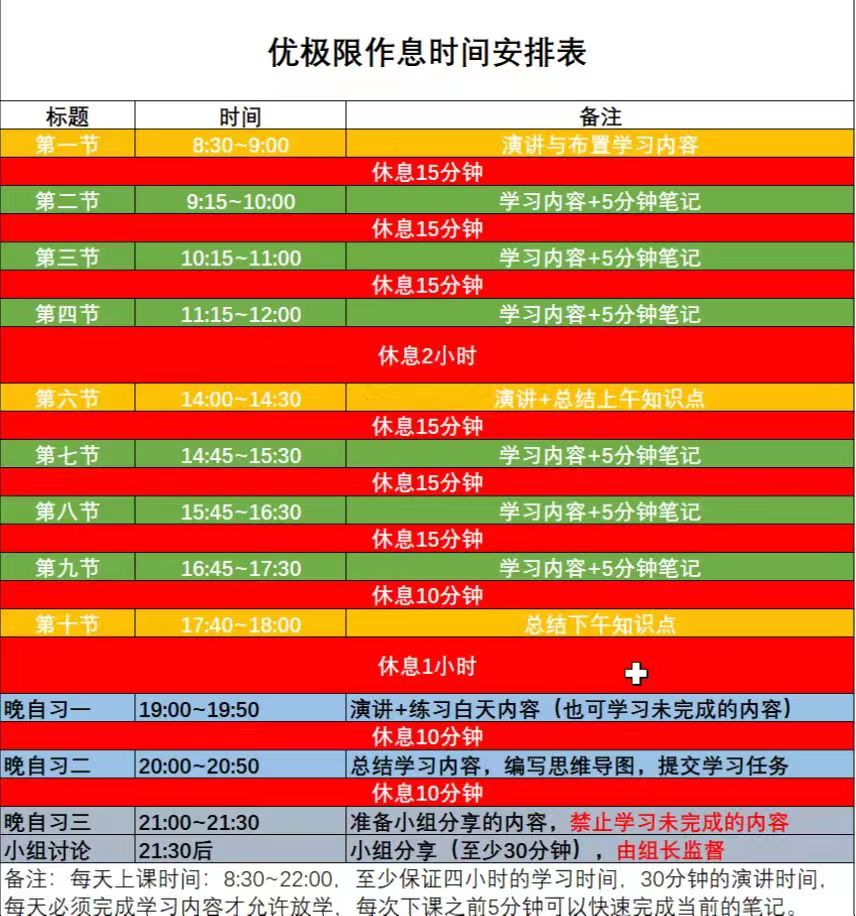 优极限作息时间安排表
标题 时间 备注
第一节 8:30~9:00 演讲与布置学习内容
休息15分钟
第二节 9:15~10:00 学习内容+5分钟笔记
休息15分钟
第三节 10:15~11:00 学习内容+5分钟笔记
休息15分钟
第四节 11:15~12:00 学习内容+5分钟笔记
休息2小时
第六节 14:00~14:30 演讲+总结上午知识点
休息15分钟
第七节 14:45~15:30 学习内容+5分钟笔记
休息15分钟
第八节 15:45~16:30 学习内容+5分钟笔记
休息15分钟
第九节 16:45~17:30 学习内容+5分钟笔记
休息10分钟
第十节 17:40~18:00 总结下午知识点
休息1小时
晚自习一 19:00~19:50 演讲+练习白天内容（也可学习未完成的内容）
休息10分钟
晚自习二 20:00~20:50 总结学习内容，编写思维导图，提交学习任务
休息10分钟
晚自习三 21:00~21:30 准备小组分享的内容，禁止学习未完成的内容
小组讨论 21:30后 小组分享（至少30分钟），由组长监督
备注：每天上课时间：8:30~22:00，至少保证四小时的学习时间，30分钟的演讲时间，
每天必须完成学习内容才允许放学，每次下课之前5分钟可以快速完成当前的笔记。